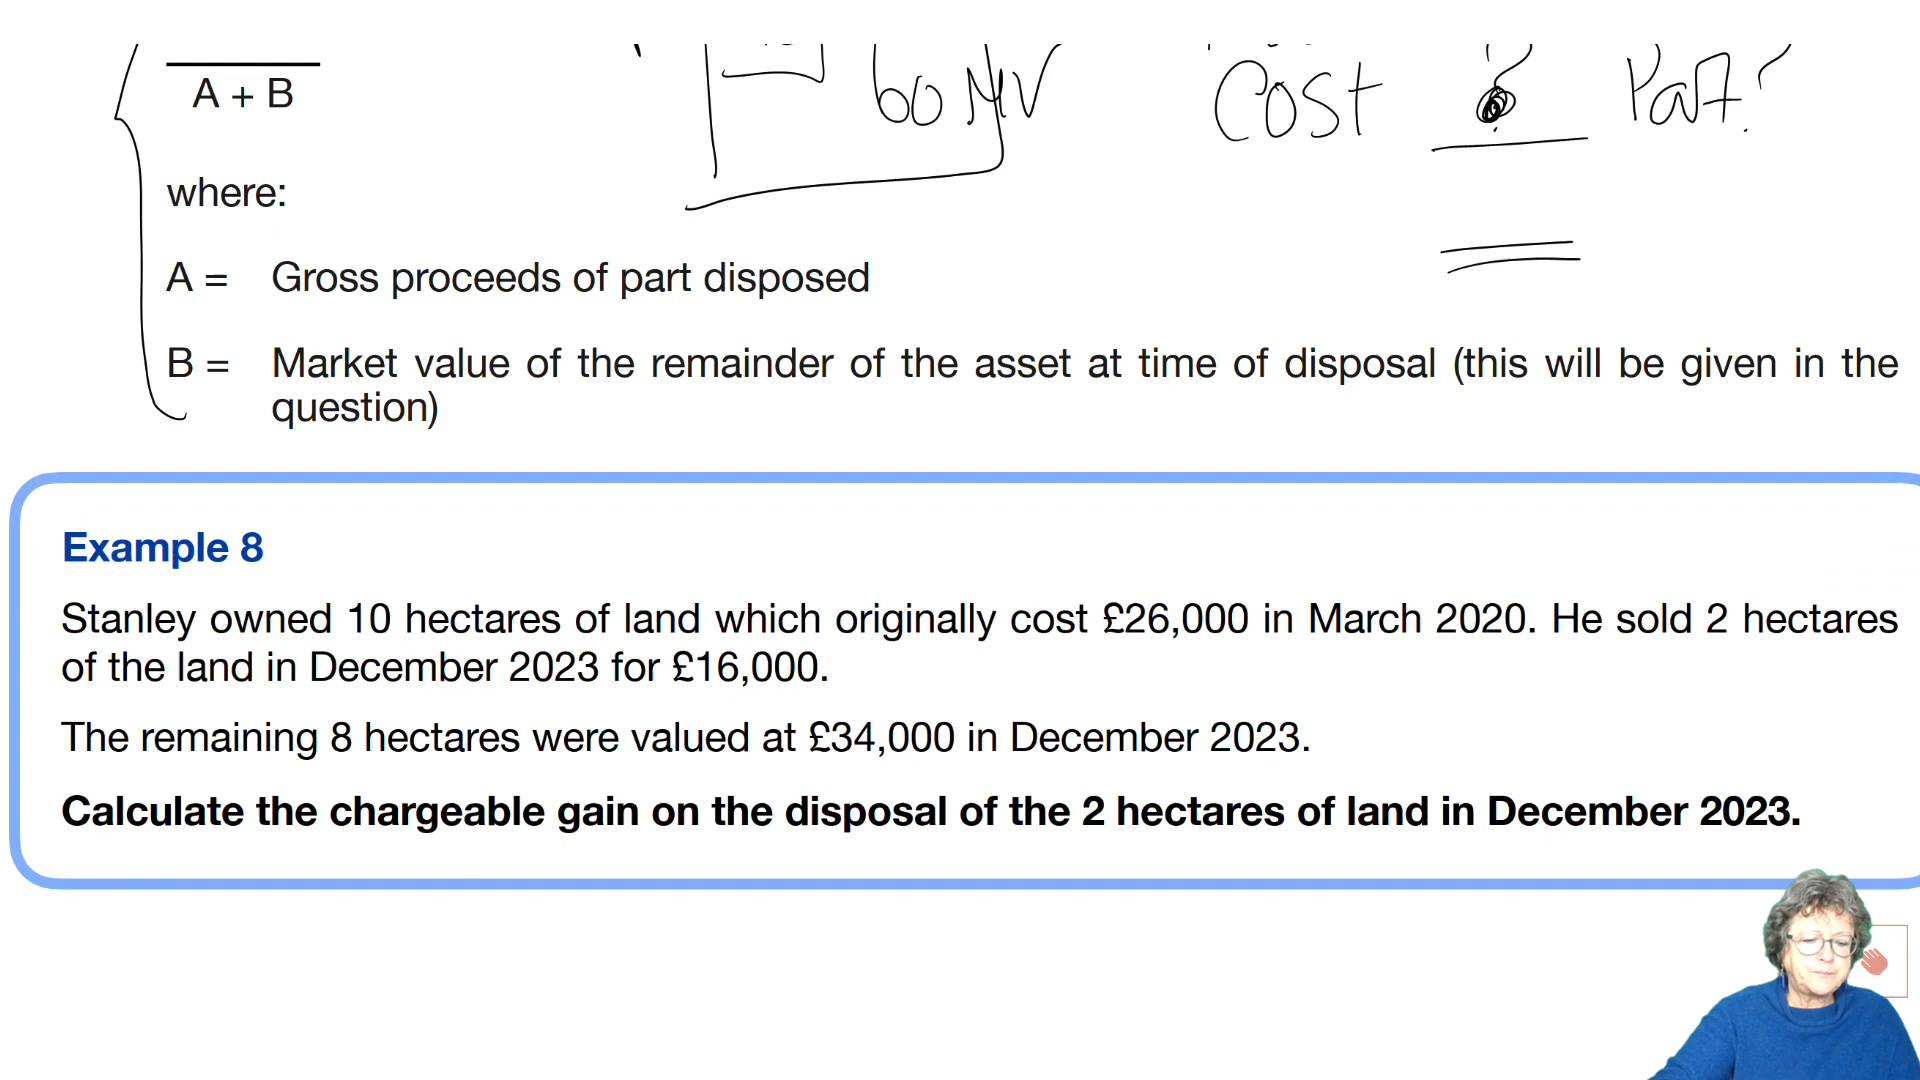 A + B
60 MV
Cost ? Part?
where:
A = Gross proceeds of part disposed
B = Market value of the remainder of the asset at time of disposal (this will be given in the
question)
Example 8
Stanley owned 10 hectares of land which originally cost £26,000 in March 2020. He sold 2 hectares
of the land in December 2023 for £16,000.
The remaining 8 hectares were valued at £34,000 in December 2023.
Calculate the chargeable gain on the disposal of the 2 hectares of land in December 2023.